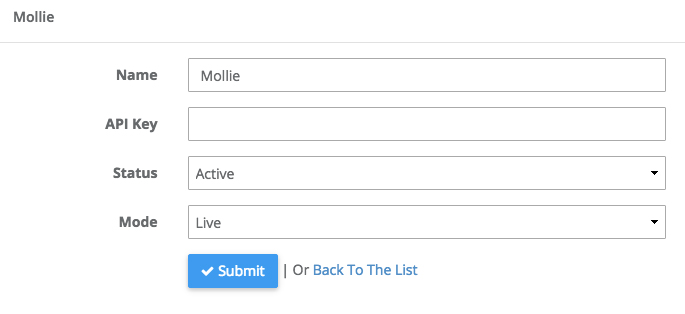 Mollie
Name Mollie
API Key
Status Active
Mode Live
Submit | Or Back To The List